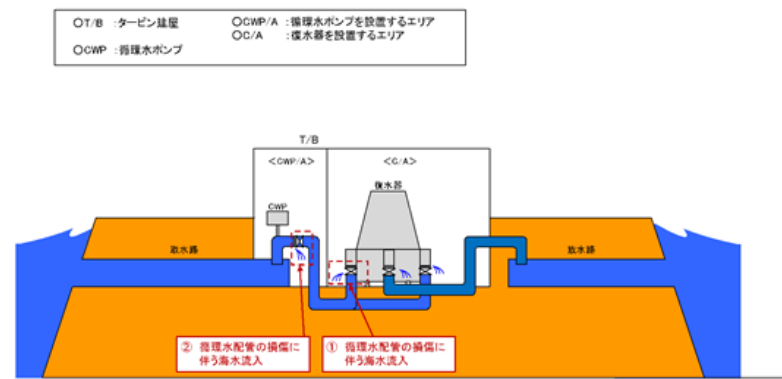 ○T/B :タービン建屋
○CWP/A :循環水ポンプを設置するエリア
○C/A :復水器を設置するエリア
○CWP :循環水ポンプ
T/B
<CWP/A>
<C/A>
復水器
CWP
取水路
放水路
② 循環水配管の損傷に
伴う海水流入
① 循環水配管の損傷に
伴う海水流入